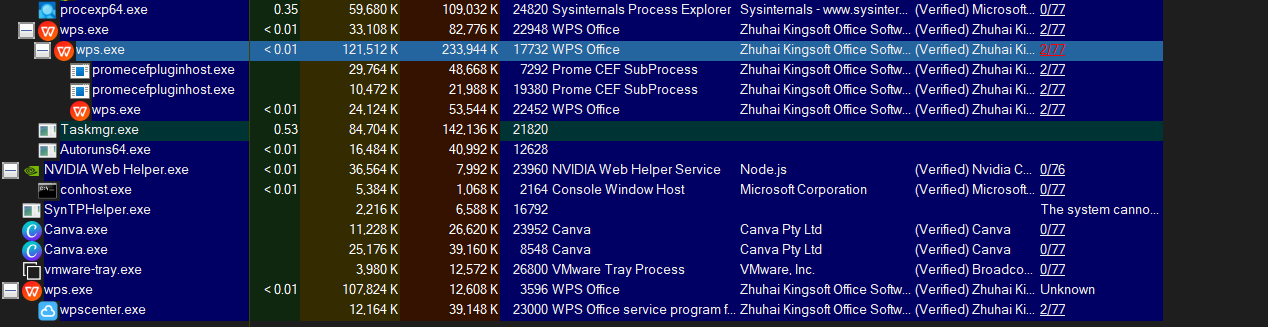 procexp64.exe 0.35 59,680 K 109,032 K 24820 Sysinternals Process Explorer Sysinternals - www.sysinter... (Verified) Microsoft... 0/77
wps.exe < 0.01 33,108 K 82,776 K 22948 WPS Office Zhuhai Kingsoft Office Softw... (Verified) Zhuhai Ki... 2/77
wps.exe < 0.01 121,512 K 233,944 K 17732 WPS Office Zhuhai Kingsoft Office Softw... (Verified) Zhuhai Ki... 2/77
promecefpluginhost.exe 29,764 K 48,668 K 7292 Prome CEF SubProcess Zhuhai Kingsoft Office Softw... (Verified) Zhuhai Ki... 2/77
promecefpluginhost.exe 10,472 K 21,988 K 19380 Prome CEF SubProcess Zhuhai Kingsoft Office Softw... (Verified) Zhuhai Ki... 2/77
wps.exe < 0.01 24,124 K 53,544 K 22452 WPS Office Zhuhai Kingsoft Office Softw... (Verified) Zhuhai Ki... 2/77
Taskmgr.exe 0.53 84,704 K 142,136 K 21820
Autoruns64.exe < 0.01 16,484 K 40,992 K 12628
NVIDIA Web Helper.exe < 0.01 36,564 K 7,992 K 23960 NVIDIA Web Helper Service Node.js (Verified) Nvidia C... 0/76
conhost.exe < 0.01 5,384 K 1,068 K 2164 Console Window Host Microsoft Corporation (Verified) Microsoft... 0/77
SynTPHelper.exe 2,216 K 6,588 K 16792 The system canno...
Canva.exe 11,228 K 26,620 K 23952 Canva Canva Pty Ltd (Verified) Canva 0/77
Canva.exe 25,176 K 39,160 K 8548 Canva Canva Pty Ltd (Verified) Canva 0/77
vmware-tray.exe 3,980 K 12,572 K 26800 VMware Tray Process VMware, Inc. (Verified) Broadco... 0/77
wps.exe < 0.01 107,824 K 12,608 K 3596 WPS Office Zhuhai Kingsoft Office Softw... (Verified) Zhuhai Ki... Unknown
wpscenter.exe 12,164 K 39,148 K 23000 WPS Office service program f... Zhuhai Kingsoft Office Softw... (Verified) Zhuhai Ki... 2/77